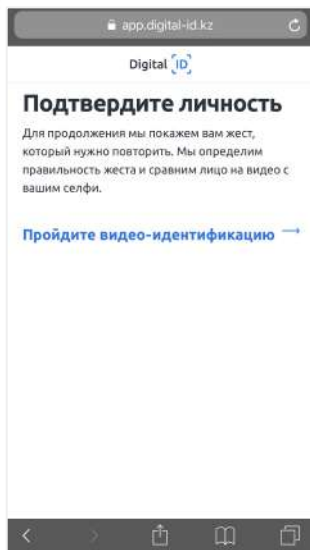 app.digital-id.kz
Digital [ID]
Подтвердите личность
Для продолжения мы покажем вам жест,
который нужно повторить. Мы определим
правильность жеста и сравним лицо на видео с
вашим селфи.
Пройдите видео-идентификацию →